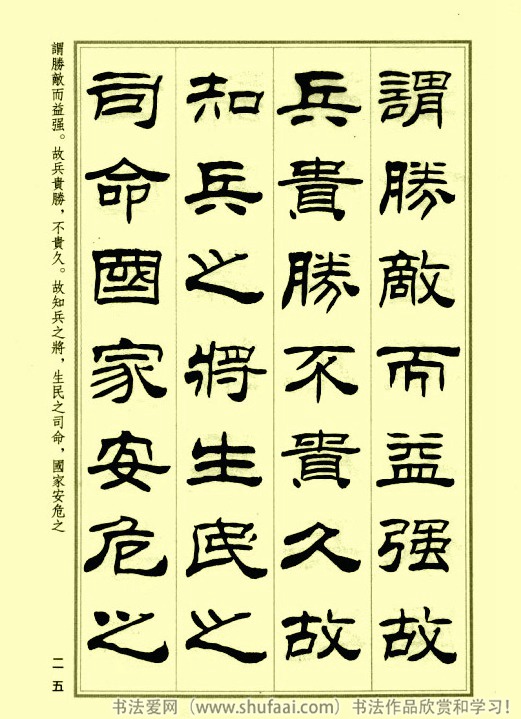 謂勝敵而益强故
兵貴勝不貴久故
知兵之將生民之
司命國家安危之
謂勝敵而益强。故兵貴勝，不貴久。故知兵之將，生民之司命，國家安危之
二五
书法爱网（www.shufaai.com）书法作品欣赏和学习！